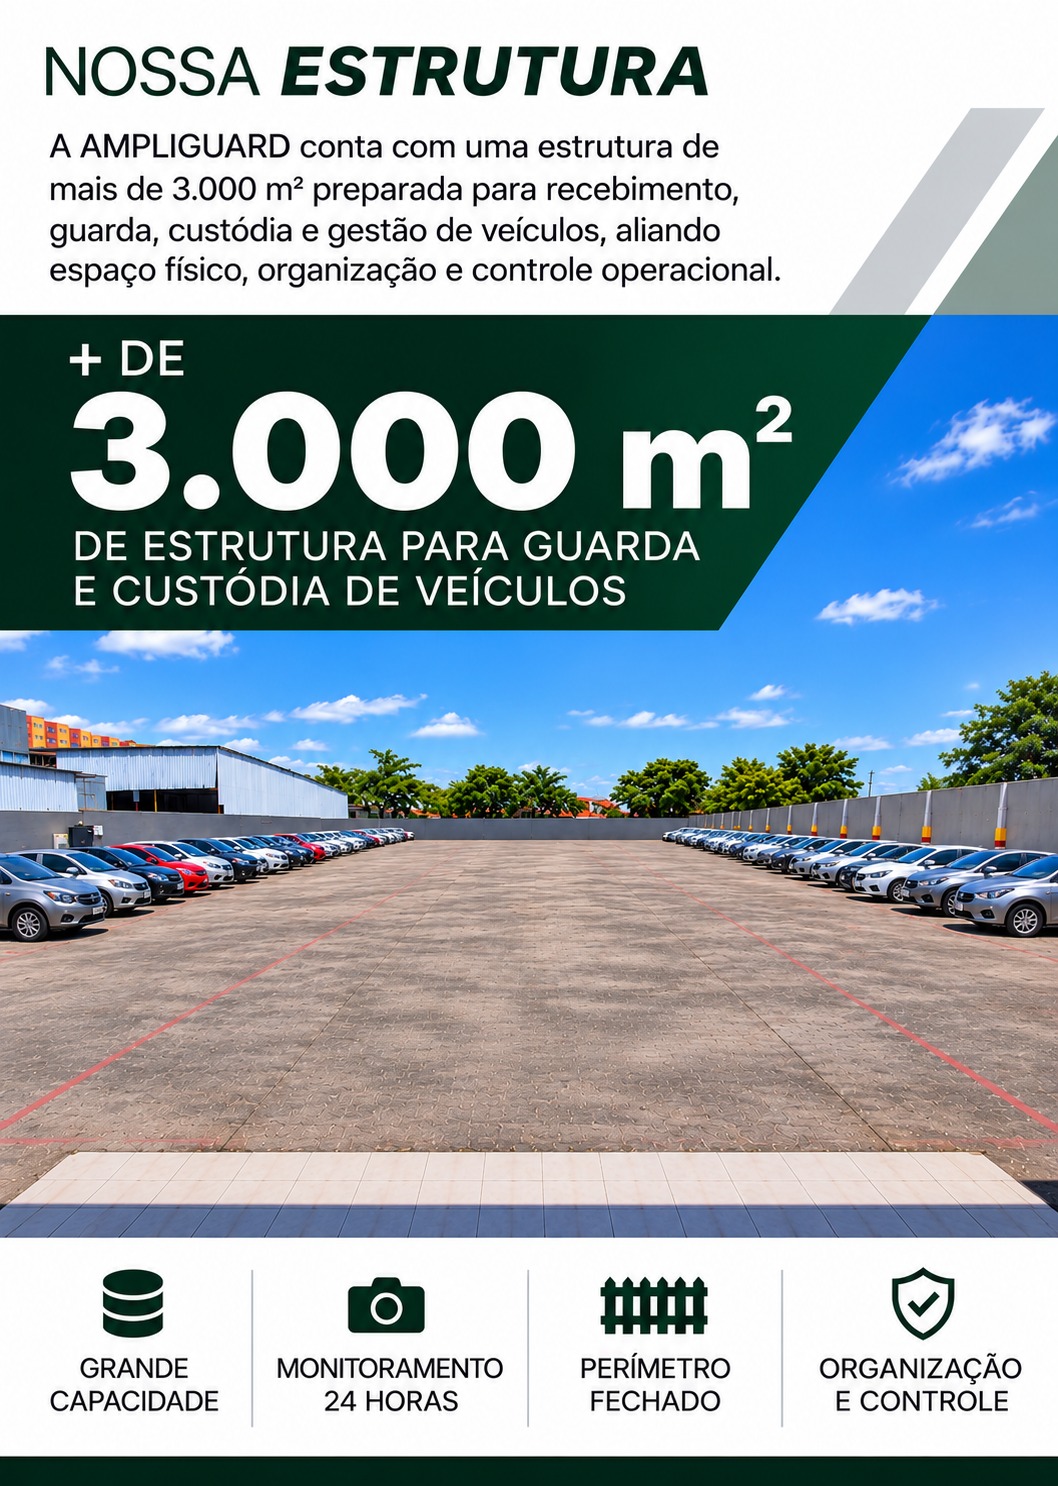 NOSSA ESTRUTURA
A AMPLIGUARD conta com uma estrutura de
mais de 3.000 m² preparada para recebimento,
guarda, custódia e gestão de veículos, aliando
espaço físico, organização e controle operacional.
+ DE
3.000 m²
DE ESTRUTURA PARA GUARDA
E CUSTÓDIA DE VEÍCULOS
GRANDE
CAPACIDADE
MONITORAMENTO
24 HORAS
PERÍMETRO
FECHADO
ORGANIZAÇÃO
E CONTROLE